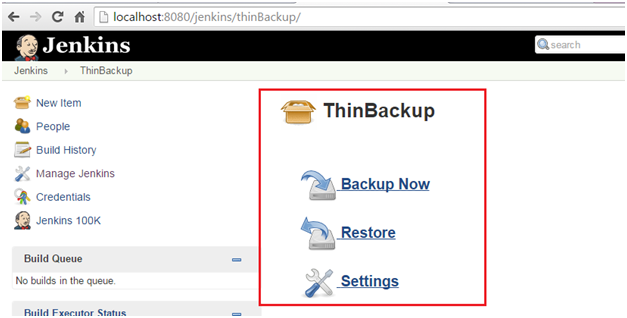 localhost:8080/jenkins/thinBackup/
Jenkins
search
Jenkins › ThinBackup
New Item
People
Build History
Manage Jenkins
Credentials
Jenkins 100K
Build Queue
No builds in the queue.
Build Executor Status
ThinBackup
Backup Now
Restore
Settings